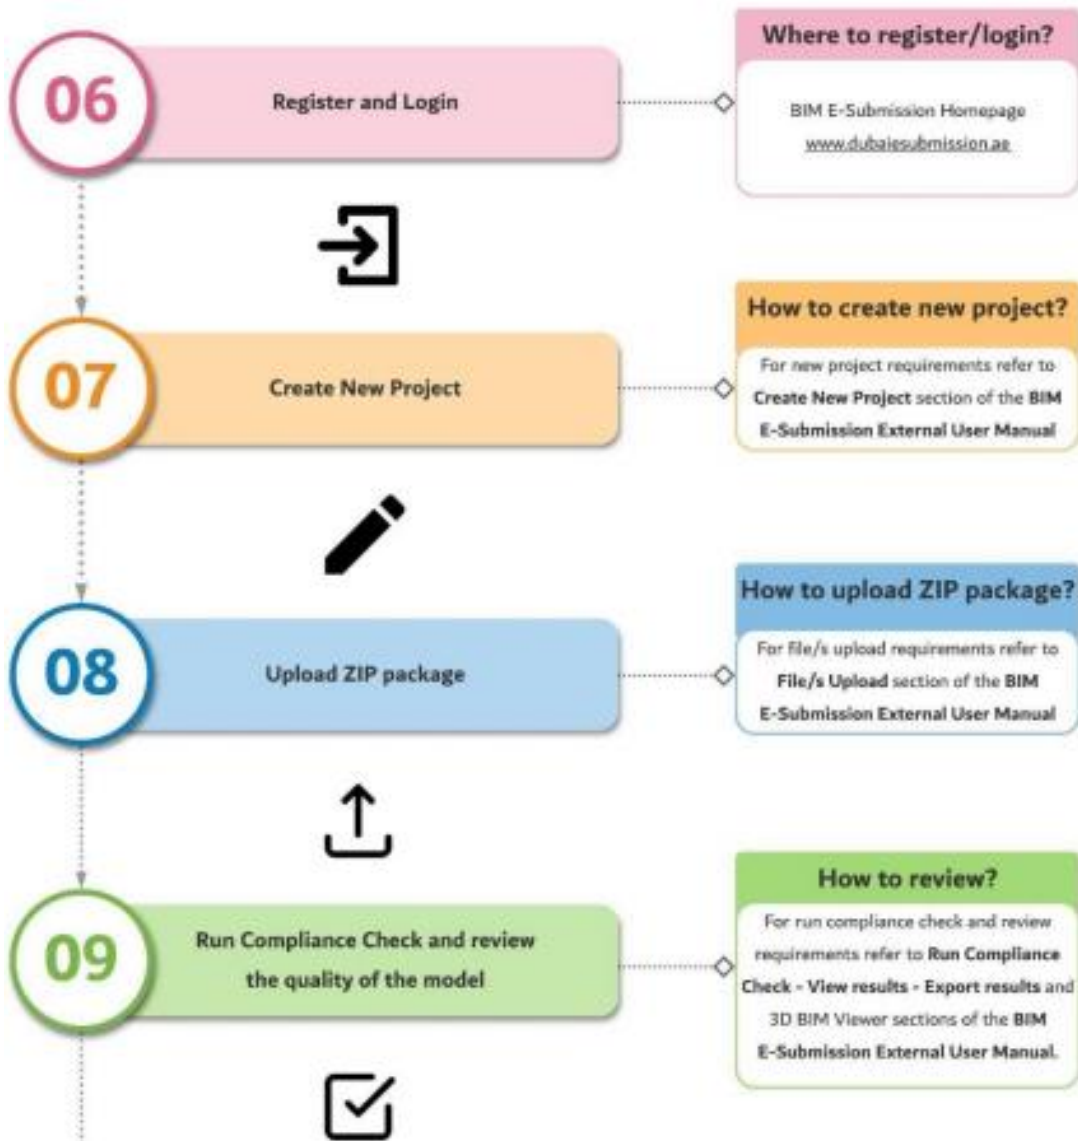 06
Register and Login
Where to register/login?
BIM E-Submission Homepage
www.dubaiesubmission.ae
07
Create New Project
How to create new project?
For new project requirements refer to
Create New Project section of the BIM
E-Submission External User Manual
08
Upload ZIP package
How to upload ZIP package?
For file/s upload requirements refer to
File/s Upload section of the BIM
E-Submission External User Manual
09
Run Compliance Check and review
the quality of the model
How to review?
For run compliance check and review
requirements refer to Run Compliance
Check - View results - Export results and
3D BIM Viewer sections of the BIM
E-Submission External User Manual.